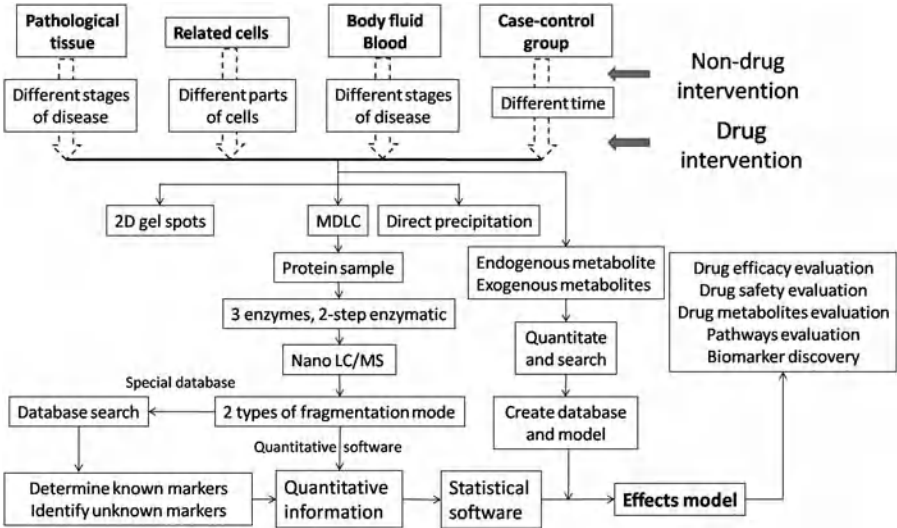 Pathological
tissue
Related cells
Body fluid
Blood
Case-control
group
Non-drug
intervention
Different stages
of disease
Different parts
of cells
Different stages
of disease
Different time
Drug
intervention
2D gel spots
MDLC
Direct precipitation
Protein sample
Endogenous metabolite
Exogenous metabolites
Drug efficacy evaluation
Drug safety evaluation
Drug metabolites evaluation
Pathways evaluation
Biomarker discovery
3 enzymes, 2-step enzymatic
Quantitate
and search
Nano LC/MS
Special database
Database search
2 types of fragmentation mode
Create database
and model
Quantitative software
Determine known markers
Identify unknown markers
Quantitative
information
Statistical
software
Effects model